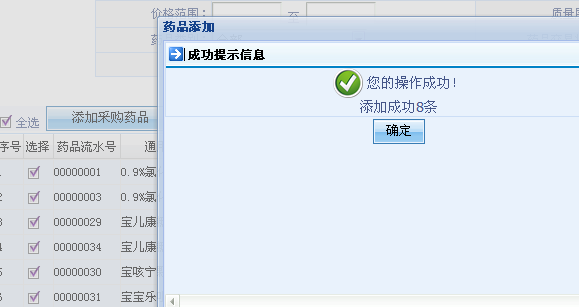 价格范围：
至
质量
药品添加
成功提示信息
您的操作成功！
添加成功8条
确定
全选
添加采购药品
序号 选择 药品流水号 通
1 00000001 0.9%氯
2 00000003 0.9%氯
3 00000029 宝儿康
4 00000034 宝儿康
5 00000030 宝咳宁
6 00000031 宝宝乐